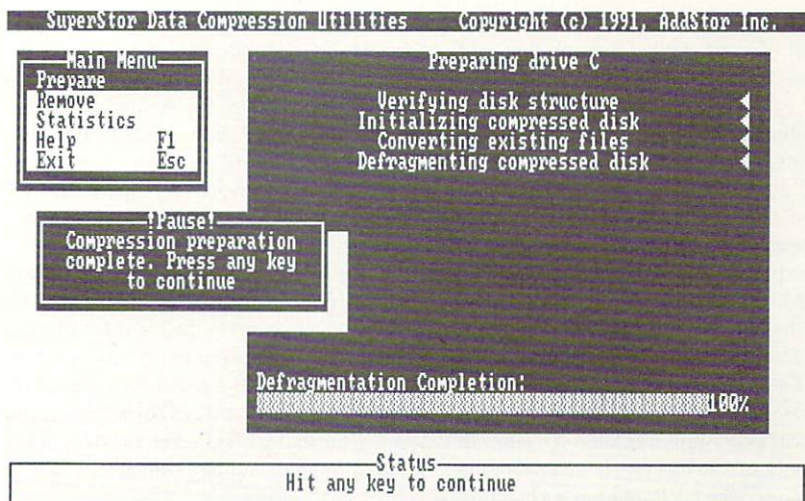 SuperStor Data Compression Utilities Copyright (c) 1991, AddStor Inc.
Main Menu
Prepare
Remove
Statistics
Help F1
Exit Esc
Preparing drive C
Verifying disk structure
Initializing compressed disk
Converting existing files
Defragmenting compressed disk
!Pause!
Compression preparation
complete. Press any key
to continue
Defragmentation Completion:
100%
Status
Hit any key to continue